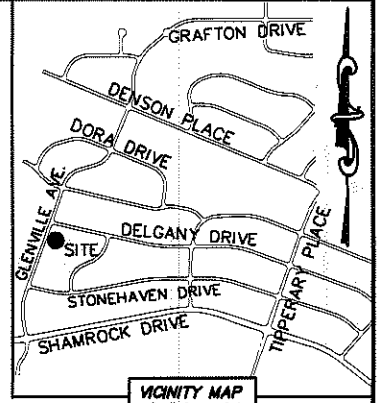 GRAFTON DRIVE
DENSON PLACE
DORA DRIVE
GLENVILLE AVE.
DELGANY DRIVE
SITE
TIPPERARY PLACE
STONEHAVEN DRIVE
SHAMROCK DRIVE
VICINITY MAP